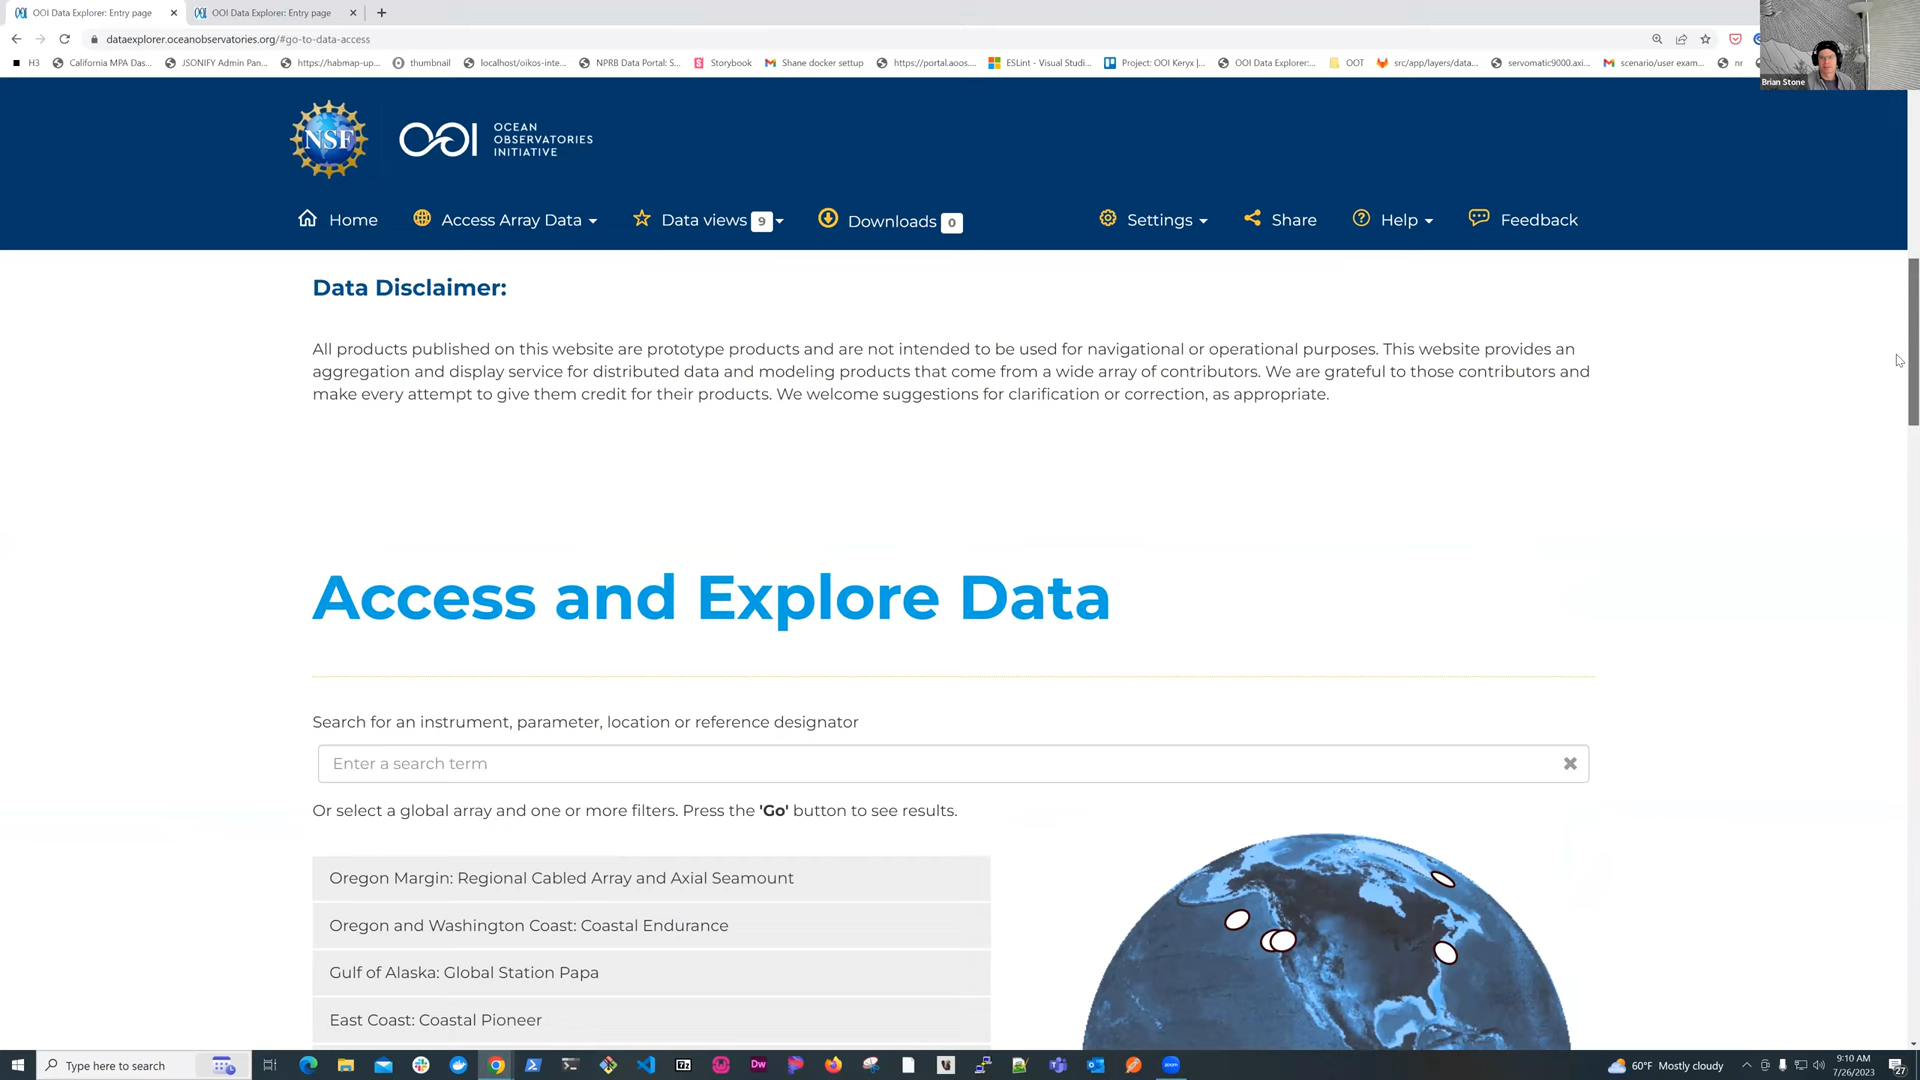 OOI Data Explorer: Entry page
OOI Data Explorer: Entry page
dataexplorer.oceanobservatories.org/#go-to-data-access
H3
California MPA Das...
JSONIFY Admin Pan...
https://habmap-up...
thumbnail
localhost/oikos-inte...
NPRB Data Portal: S...
Storybook
Shane docker setup
https://portal.aoos....
ESLint - Visual Studi...
Project: OOI Keryx |...
OOI Data Explorer:...
OOT
src/app/layers/data...
servomatic9000.axi...
scenario/user exam...
nr
Brian Stone
NSF
OOI
OCEAN
OBSERVATORIES
INITIATIVE
Home
Access Array Data
Data views 9
Downloads 0
Settings
Share
Help
Feedback
Data Disclaimer:
All products published on this website are prototype products and are not intended to be used for navigational or operational purposes. This website provides an
aggregation and display service for distributed data and modeling products that come from a wide array of contributors. We are grateful to those contributors and
make every attempt to give them credit for their products. We welcome suggestions for clarification or correction, as appropriate.
Access and Explore Data
Search for an instrument, parameter, location or reference designator
Enter a search term
Or select a global array and one or more filters. Press the 'Go' button to see results.
Oregon Margin: Regional Cabled Array and Axial Seamount
Oregon and Washington Coast: Coastal Endurance
Gulf of Alaska: Global Station Papa
East Coast: Coastal Pioneer
Type here to search
60°F Mostly cloudy
9:10 AM
7/26/2023
27